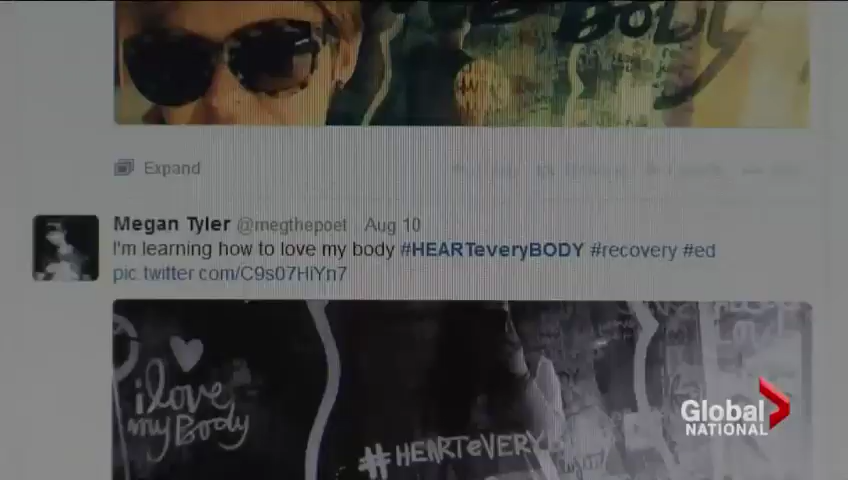 BODY
Expand
Megan Tyler @megthepoet Aug 10
I'm learning how to love my body #HEARTeveryBODY #recovery #ed
pic.twitter.com/C9s07HiYn7
i love
my Body
#HEARTeVERY
Global
NATIONAL